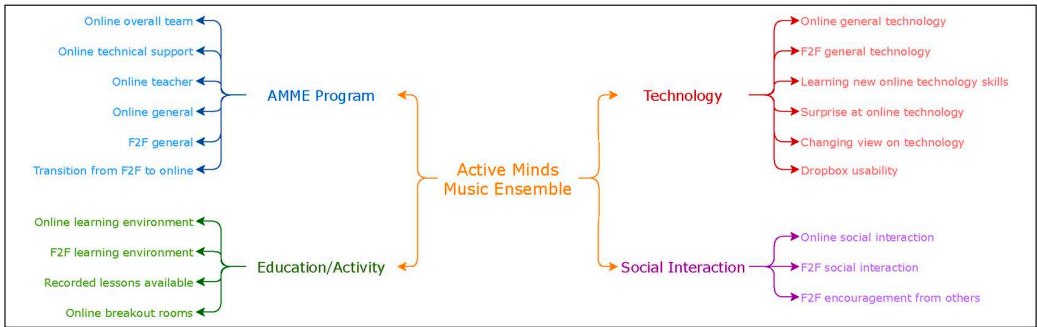 Online overall team
Online technical support
Online teacher
Online general
F2F general
Transition from F2F to online
AMME Program
Online learning environment
F2F learning environment
Recorded lessons available
Online breakout rooms
Education/Activity
Active Minds
Music Ensemble
Technology
Online general technology
F2F general technology
Learning new online technology skills
Surprise at online technology
Changing view on technology
Dropbox usability
Social Interaction
Online social interaction
F2F social interaction
F2F encouragement from others